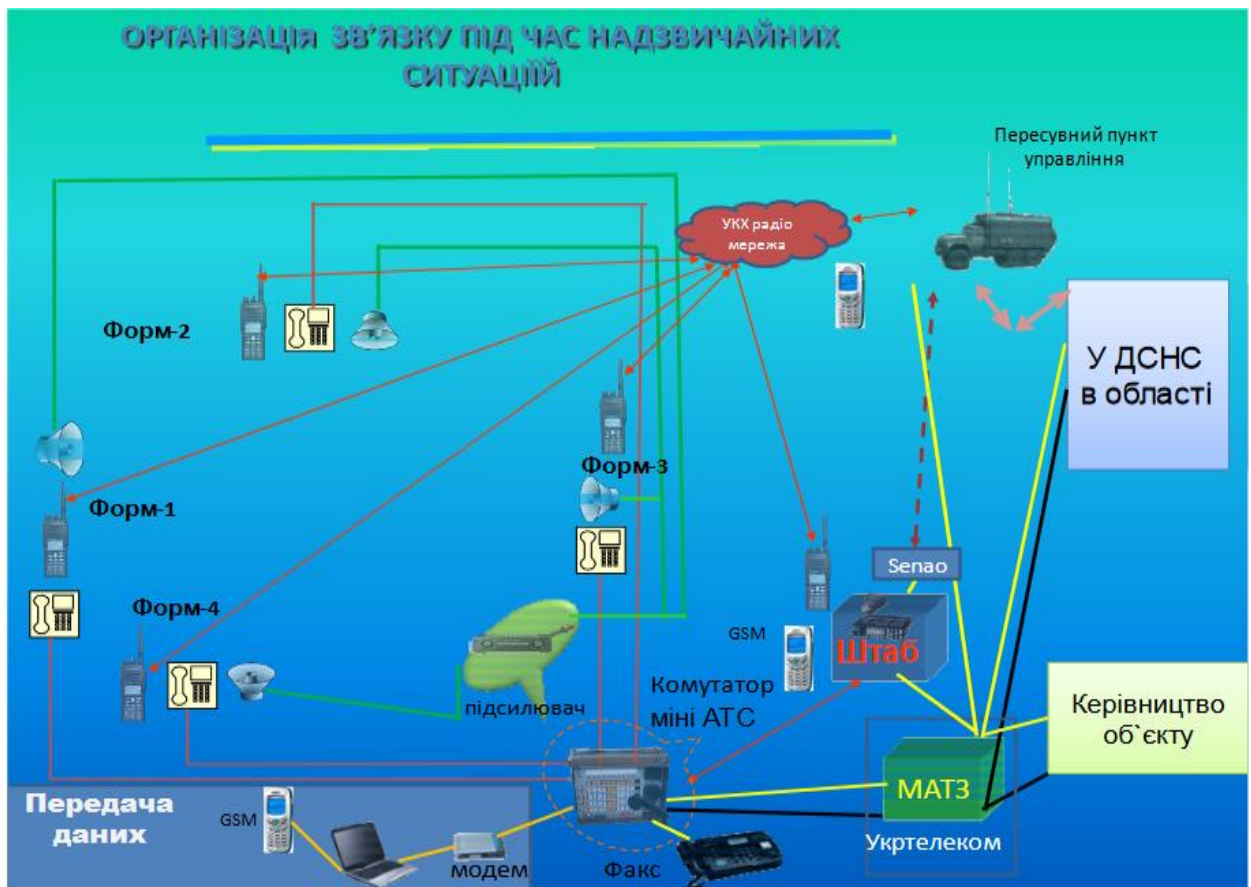 ОРГАНІЗАЦІЯ ЗВ'ЯЗКУ ПІД ЧАС НАДЗВИЧАЙНИХ
СИТУАЦІЇЙ
Пересувний пункт
управління
УКХ радіо
мережа
Форм-2
У ДСНС
в області
Форм-3
Форм-1
Senao
Форм-4
GSM
Штаб
Комутатор
міні АТС
підсилювач
Керівництво
об`єкту
МАТЗ
Передача
даних
GSM
Укртелеком
модем
Факс